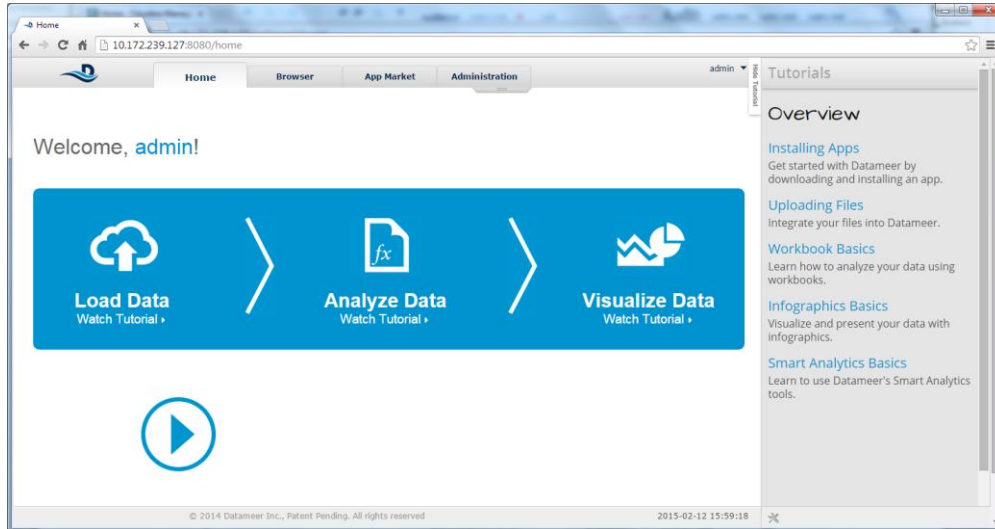 Home
10.172.239.127:8080/home
Home Browser App Market Administration
admin
Hide Tutorial
Tutorials
Welcome, admin!
fx
Load Data
Watch Tutorial
Analyze Data
Watch Tutorial
Visualize Data
Watch Tutorial
Overview
Installing Apps
Get started with Datameer by
downloading and installing an app.
Uploading Files
Integrate your files into Datameer.
Workbook Basics
Learn how to analyze your data using
workbooks.
Infographics Basics
Visualize and present your data with
infographics.
Smart Analytics Basics
Learn to use Datameer's Smart Analytics
tools.
© 2014 Datameer Inc., Patent Pending. All rights reserved
2015-02-12 15:59:18